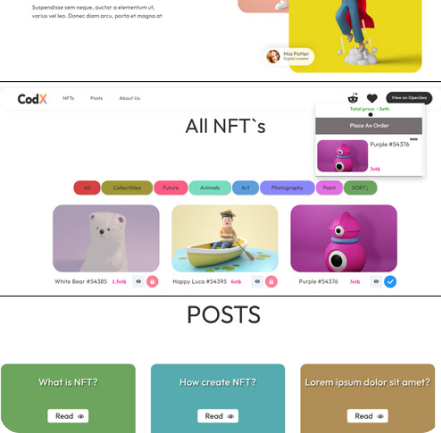 Suspendisse sem neque, auctor a elementum ut,
varius vel leo. Donec diam arcu, porta et magna at
Mia Potter
Digital creator
CodX
NFTs
Posts
About Us
View on OpenSea
Total price: ~3eth
Place An Order
Purple #54376
3eth
All NFT`s
All
Collectibles
Future
Animals
Art
Photography
Paint
SORT↓
White Bear #54385 1.5eth
Happy Luca #54395 6eth
Purple #54376 3eth
POSTS
What is NFT?
Read
How create NFT?
Read
Lorem ipsum dolor sit amet?
Read